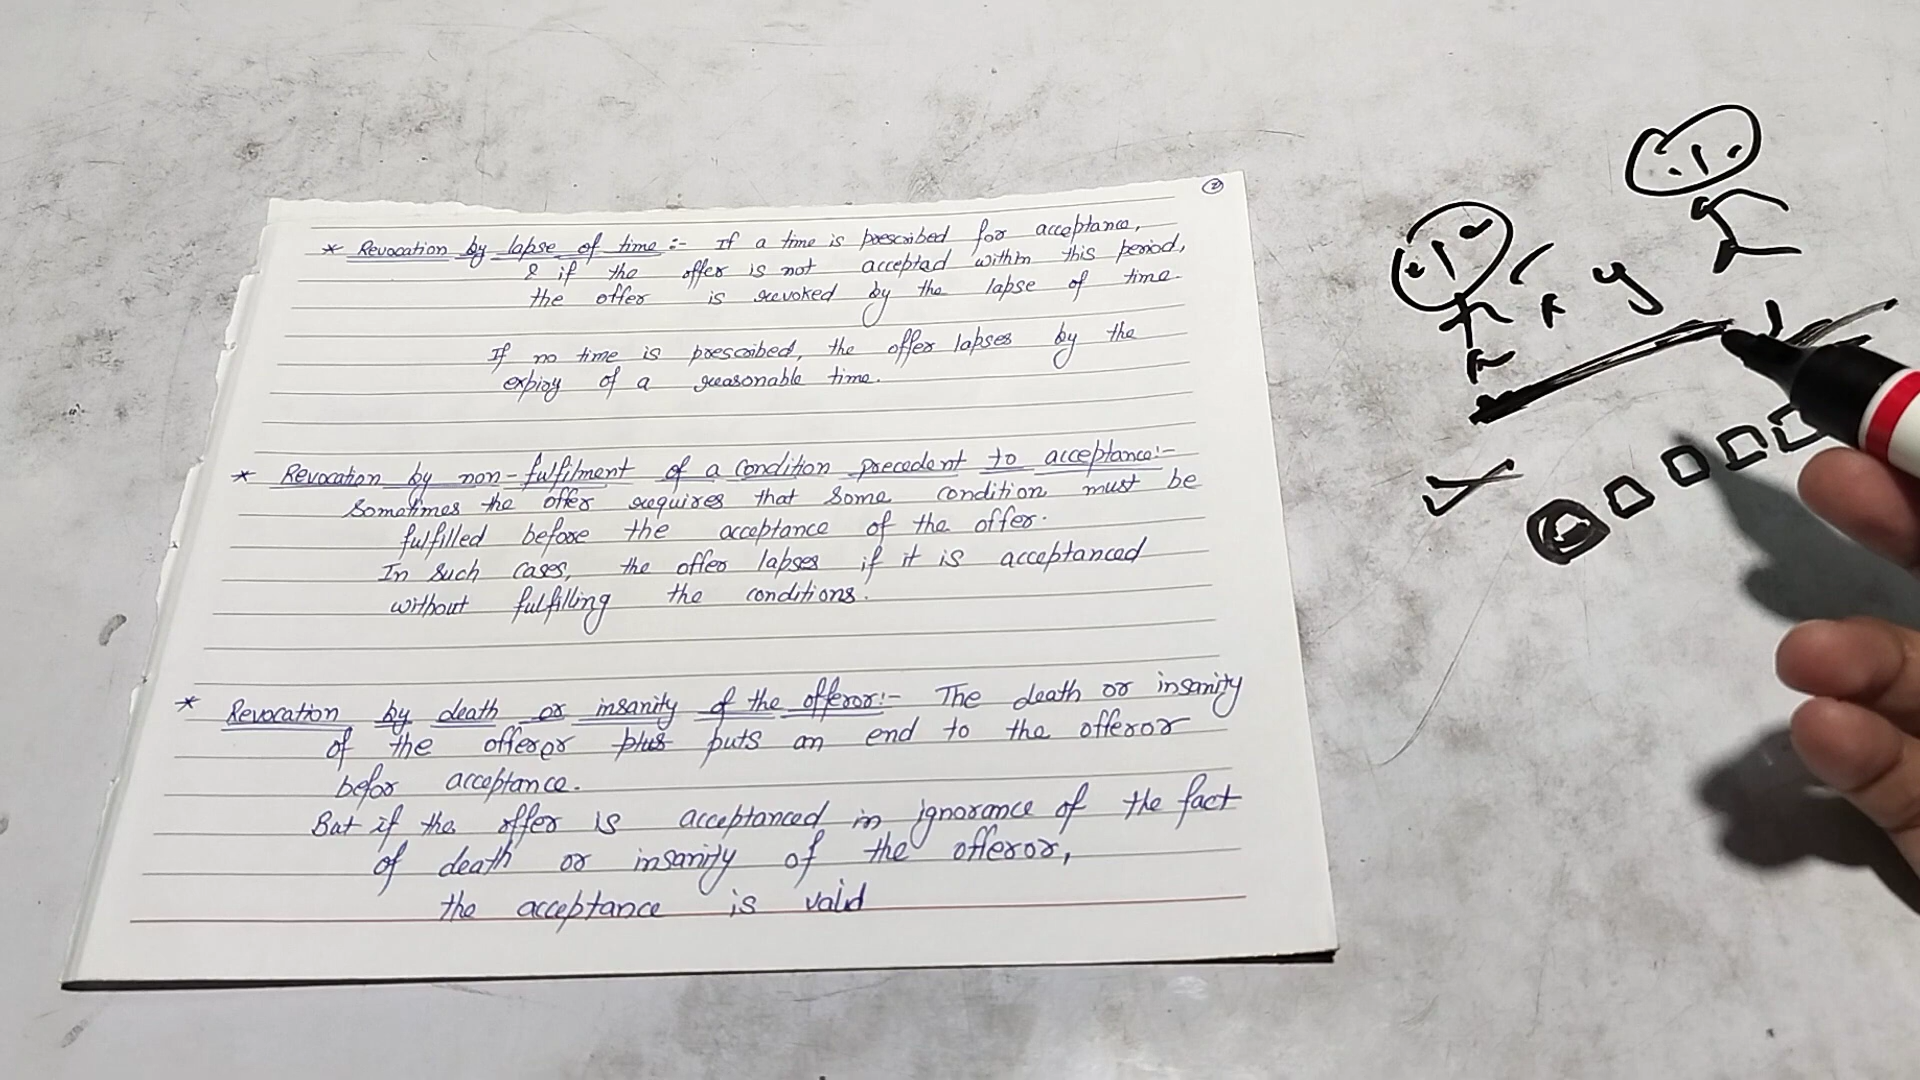 ②
* Revocation by lapse of time :- If a time is prescribed for acceptance,
& if the offer is not acceptad within this period,
the offer is revoked by the lapse of time.
If no time is prescribed, the offer lapses by the
expiry of a reasonable time.
* Revocation by non-fulfilment of a condition precedent to acceptance:-
Sometimes the offer requires that some condition must be
fulfilled before the acceptance of the offer.
In such cases, the offer lapses if it is acceptanced
without fulfilling the conditions.
* Revocation by death or insanity of the offeror:- The death or insanity
of the offeror plus puts an end to the offeror
befor acceptance.
But if the offer is acceptanced in ignorance of the fact
of death or insanity of the offeror,
the acceptance is valid